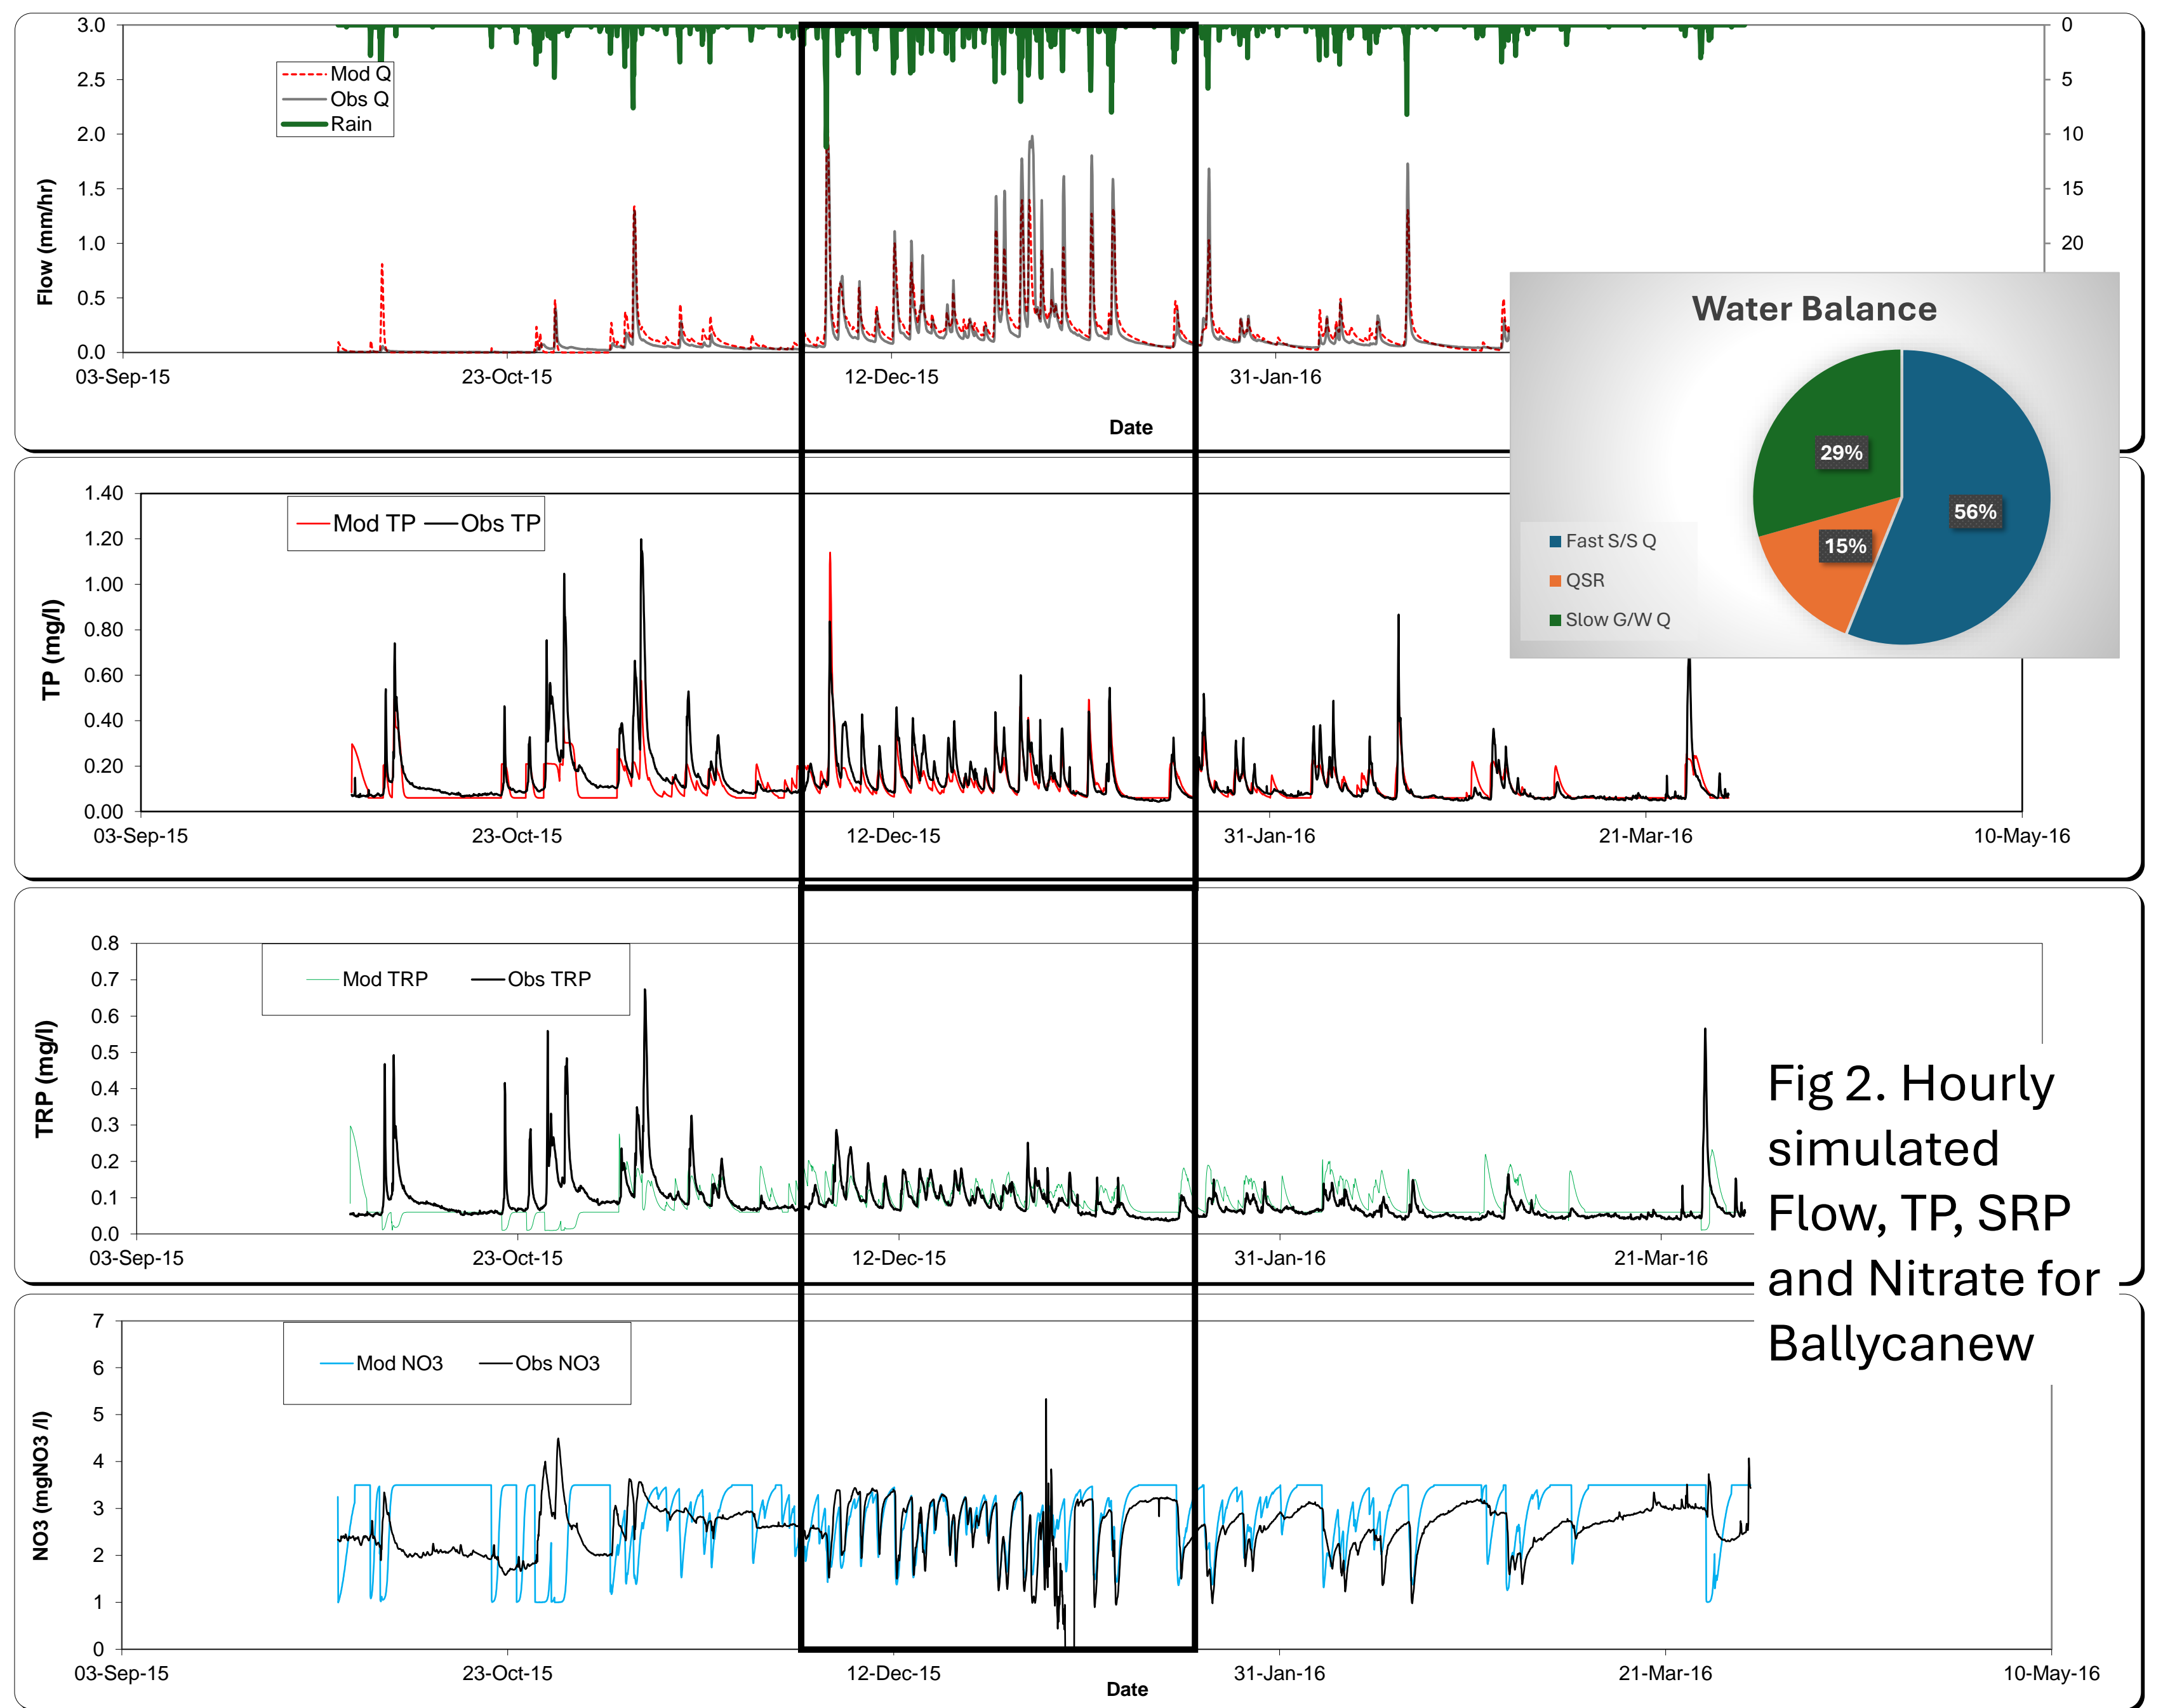 3.0
2.5
2.0
1.5
1.0
0.5
0.0
Flow (mm/hr)
Mod Q
Obs Q
Rain
0
5
10
15
20
03-Sep-15 23-Oct-15 12-Dec-15 31-Jan-16
Date
Water Balance
29%
56%
15%
Fast S/S Q
QSR
Slow G/W Q
1.40
1.20
1.00
0.80
0.60
0.40
0.20
0.00
TP (mg/l)
Mod TP Obs TP
03-Sep-15 23-Oct-15 12-Dec-15 31-Jan-16 21-Mar-16 10-May-16
0.8
0.7
0.6
0.5
0.4
0.3
0.2
0.1
0.0
TRP (mg/l)
Mod TRP Obs TRP
03-Sep-15 23-Oct-15 12-Dec-15 31-Jan-16 21-Mar-16
Fig 2. Hourly
simulated
Flow, TP, SRP
and Nitrate for
Ballycanew
7
6
5
4
3
2
1
0
NO3 (mgNO3 /l)
Mod NO3 Obs NO3
03-Sep-15 23-Oct-15 12-Dec-15 31-Jan-16 21-Mar-16 10-May-16
Date